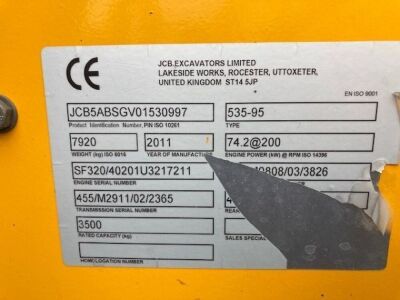 CE
JCB.EXCAVATORS LIMITED
LAKESIDE WORKS, ROCESTER, UTTOXETER,
UNITED KINGDOM ST14 5JP
EN ISO 9001
JCB5ABSGV01530997 535-95
Product Identification Number, PIN ISO 10261 TYPE
7920 2011 74.2@200
WEIGHT (kg) ISO 6016 YEAR OF MANUFACTURE ENGINE POWER (kW) @ RPM ISO 14396
SF320/40201U3217211 0808/03/3826
ENGINE SERIAL NUMBER
455/M2911/02/2365 4
TRANSMISSION SERIAL NUMBER
3500
RATED CAPACITY (kg) SALES SPECIAL
HOME LOCATION NUMBER